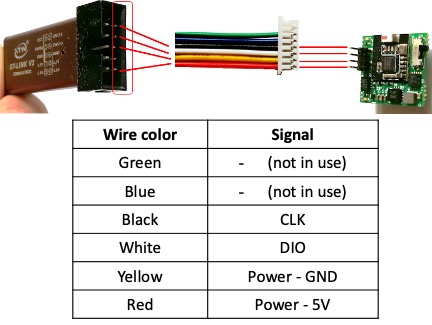 ST-LINK V2
Wire color Signal
Green - (not in use)
Blue - (not in use)
Black CLK
White DIO
Yellow Power - GND
Red Power - 5V